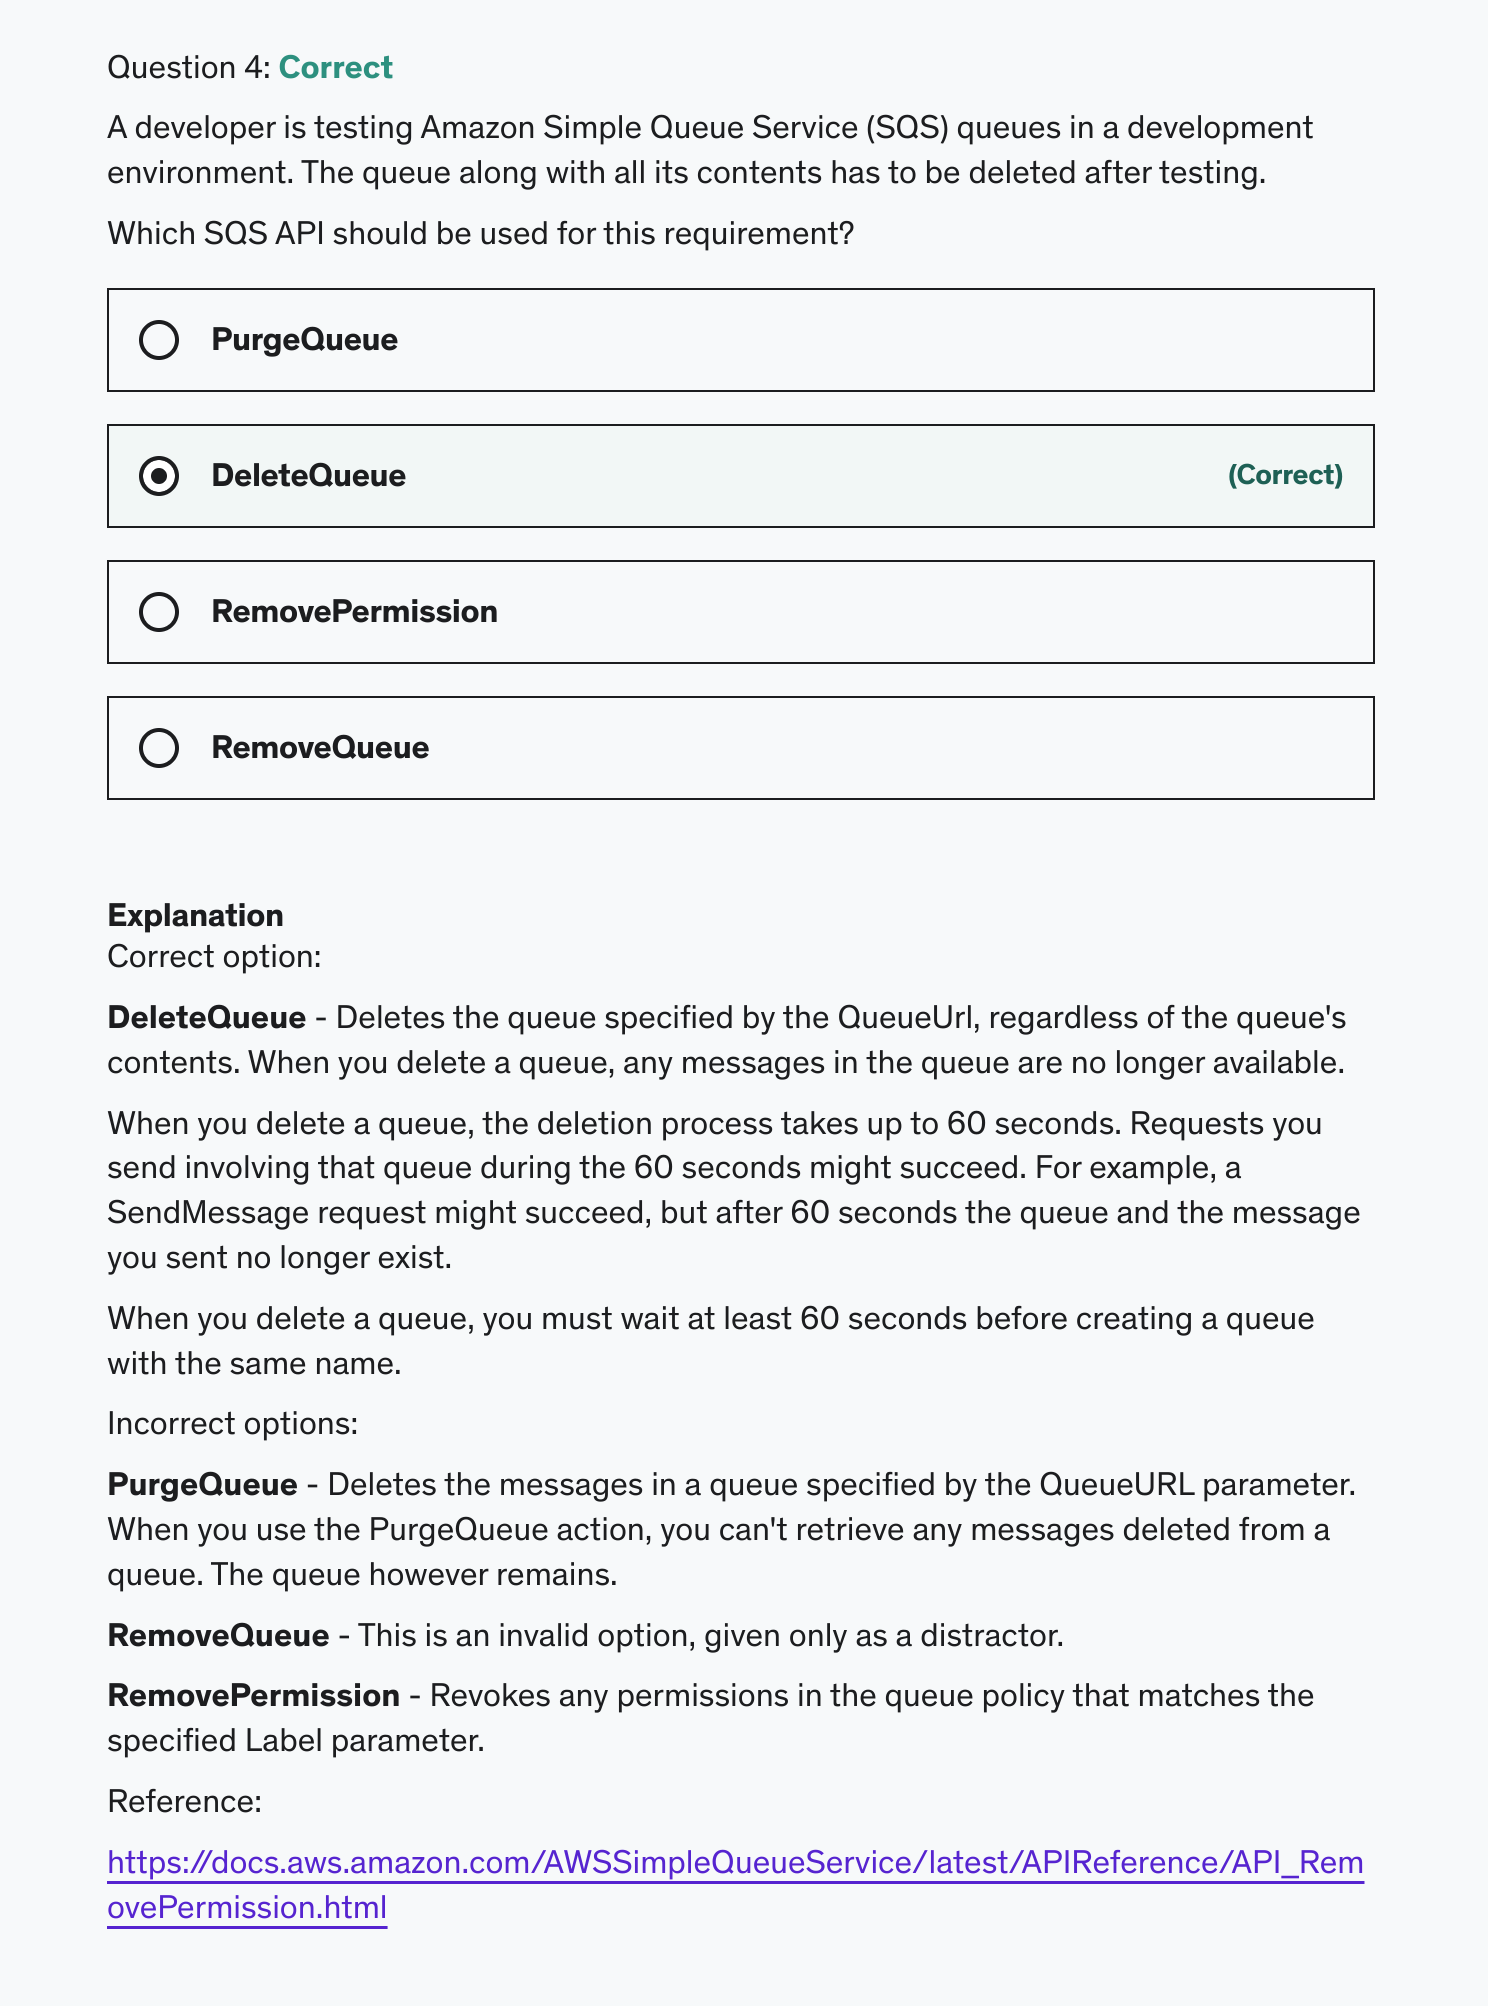 Question 4: Correct
A developer is testing Amazon Simple Queue Service (SQS) queues in a development
environment. The queue along with all its contents has to be deleted after testing.
Which SQS API should be used for this requirement?
PurgeQueue
DeleteQueue (Correct)
RemovePermission
RemoveQueue
Explanation
Correct option:
DeleteQueue - Deletes the queue specified by the QueueUrl, regardless of the queue's
contents. When you delete a queue, any messages in the queue are no longer available.
When you delete a queue, the deletion process takes up to 60 seconds. Requests you
send involving that queue during the 60 seconds might succeed. For example, a
SendMessage request might succeed, but after 60 seconds the queue and the message
you sent no longer exist.
When you delete a queue, you must wait at least 60 seconds before creating a queue
with the same name.
Incorrect options:
PurgeQueue - Deletes the messages in a queue specified by the QueueURL parameter.
When you use the PurgeQueue action, you can't retrieve any messages deleted from a
queue. The queue however remains.
RemoveQueue - This is an invalid option, given only as a distractor.
RemovePermission - Revokes any permissions in the queue policy that matches the
specified Label parameter.
Reference:
https://docs.aws.amazon.com/AWSSimpleQueueService/latest/APIReference/API_Rem
ovePermission.html